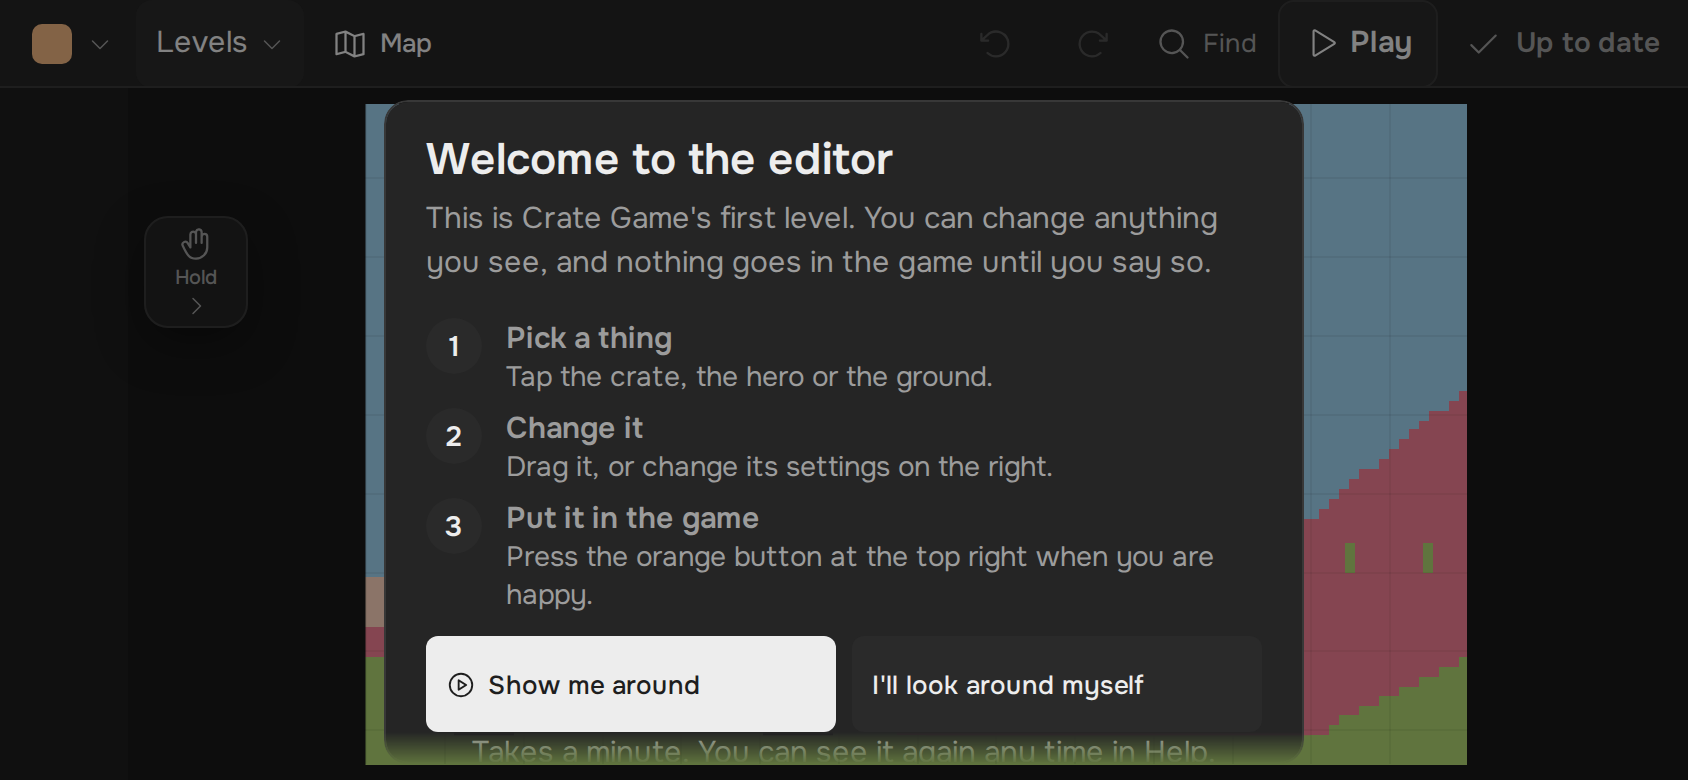 Levels
Map
Find
Play
Up to date
Hold
Welcome to the editor
This is Crate Game's first level. You can change anything
you see, and nothing goes in the game until you say so.
1
Pick a thing
Tap the crate, the hero or the ground.
2
Change it
Drag it, or change its settings on the right.
3
Put it in the game
Press the orange button at the top right when you are
happy.
Show me around
I'll look around myself
Takes a minute. You can see it again any time in Help.